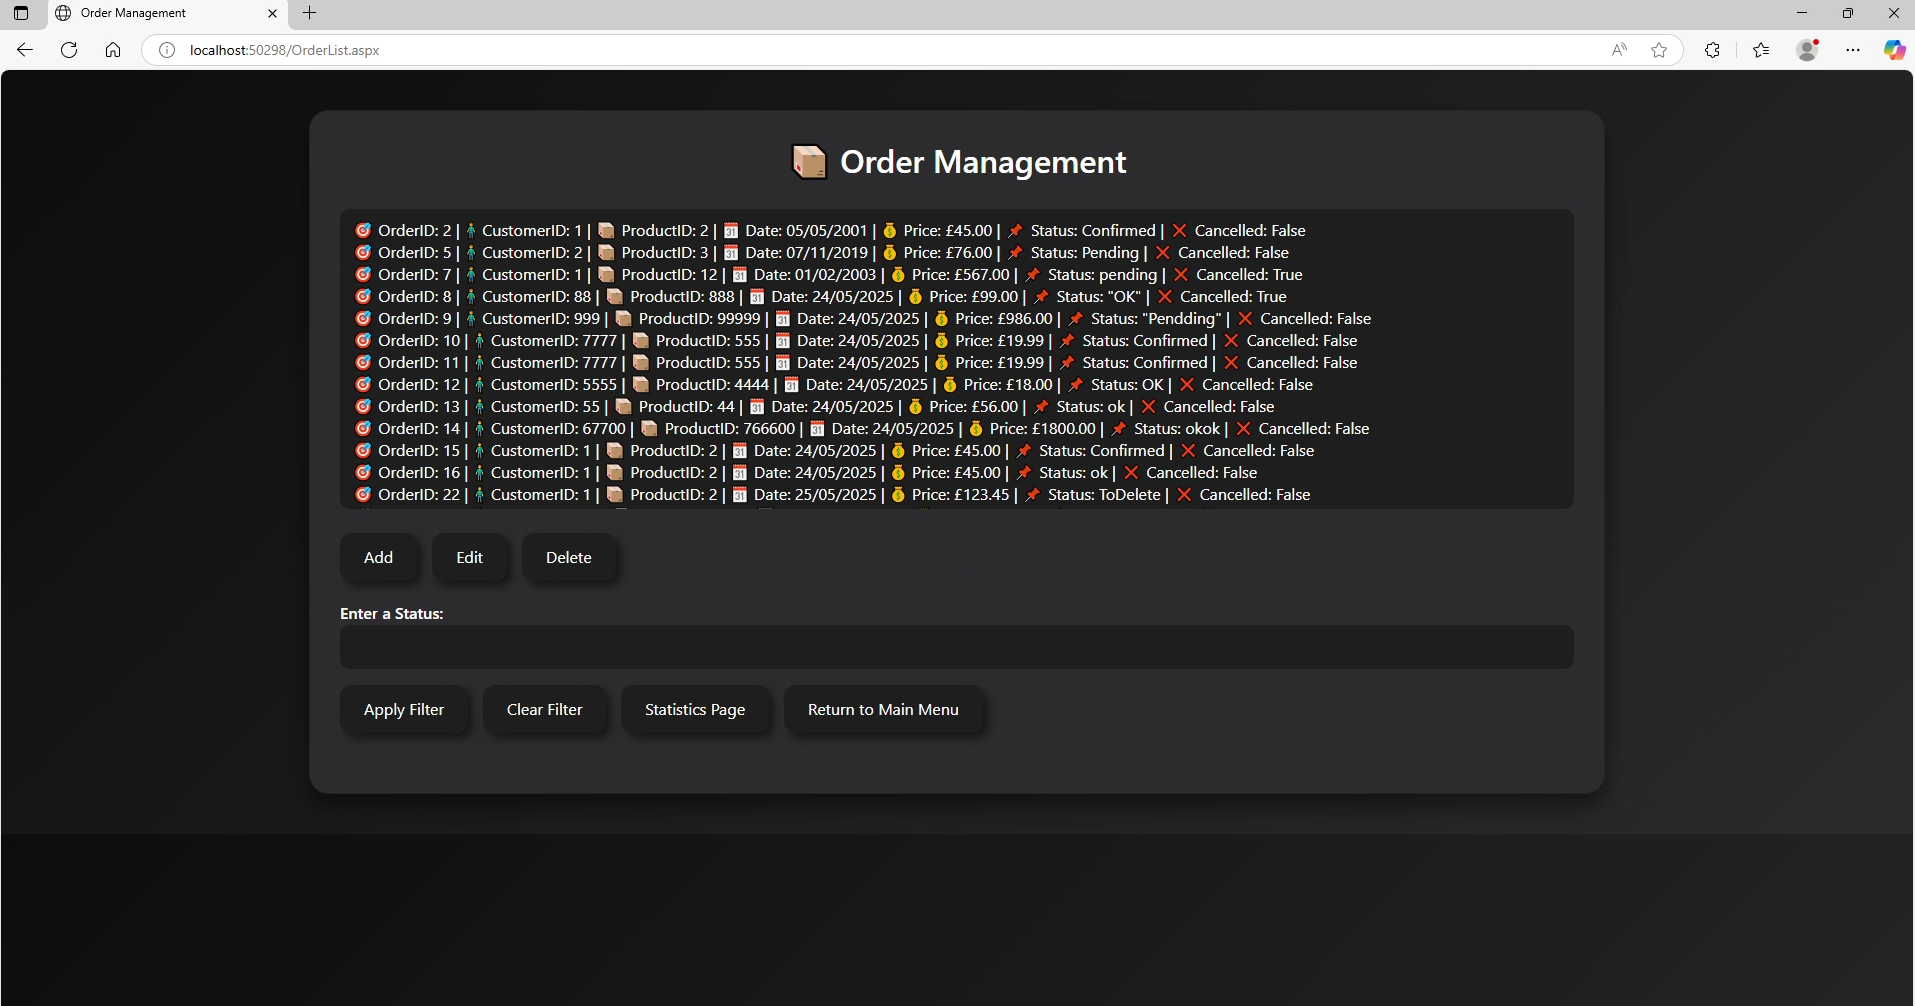 Order Management
localhost:50298/OrderList.aspx
📦 Order Management
🎯 OrderID: 2 | 🧍 CustomerID: 1 | 📦 ProductID: 2 | 📅 Date: 05/05/2001 | 💰 Price: £45.00 | 📌 Status: Confirmed | ❌ Cancelled: False
🎯 OrderID: 5 | 🧍 CustomerID: 2 | 📦 ProductID: 3 | 📅 Date: 07/11/2019 | 💰 Price: £76.00 | 📌 Status: Pending | ❌ Cancelled: False
🎯 OrderID: 7 | 🧍 CustomerID: 1 | 📦 ProductID: 12 | 📅 Date: 01/02/2003 | 💰 Price: £567.00 | 📌 Status: pending | ❌ Cancelled: True
🎯 OrderID: 8 | 🧍 CustomerID: 88 | 📦 ProductID: 888 | 📅 Date: 24/05/2025 | 💰 Price: £99.00 | 📌 Status: "OK" | ❌ Cancelled: True
🎯 OrderID: 9 | 🧍 CustomerID: 999 | 📦 ProductID: 99999 | 📅 Date: 24/05/2025 | 💰 Price: £986.00 | 📌 Status: "Pendding" | ❌ Cancelled: False
🎯 OrderID: 10 | 🧍 CustomerID: 7777 | 📦 ProductID: 555 | 📅 Date: 24/05/2025 | 💰 Price: £19.99 | 📌 Status: Confirmed | ❌ Cancelled: False
🎯 OrderID: 11 | 🧍 CustomerID: 7777 | 📦 ProductID: 555 | 📅 Date: 24/05/2025 | 💰 Price: £19.99 | 📌 Status: Confirmed | ❌ Cancelled: False
🎯 OrderID: 12 | 🧍 CustomerID: 5555 | 📦 ProductID: 4444 | 📅 Date: 24/05/2025 | 💰 Price: £18.00 | 📌 Status: OK | ❌ Cancelled: False
🎯 OrderID: 13 | 🧍 CustomerID: 55 | 📦 ProductID: 44 | 📅 Date: 24/05/2025 | 💰 Price: £56.00 | 📌 Status: ok | ❌ Cancelled: False
🎯 OrderID: 14 | 🧍 CustomerID: 67700 | 📦 ProductID: 766600 | 📅 Date: 24/05/2025 | 💰 Price: £1800.00 | 📌 Status: okok | ❌ Cancelled: False
🎯 OrderID: 15 | 🧍 CustomerID: 1 | 📦 ProductID: 2 | 📅 Date: 24/05/2025 | 💰 Price: £45.00 | 📌 Status: Confirmed | ❌ Cancelled: False
🎯 OrderID: 16 | 🧍 CustomerID: 1 | 📦 ProductID: 2 | 📅 Date: 24/05/2025 | 💰 Price: £45.00 | 📌 Status: ok | ❌ Cancelled: False
🎯 OrderID: 22 | 🧍 CustomerID: 1 | 📦 ProductID: 2 | 📅 Date: 25/05/2025 | 💰 Price: £123.45 | 📌 Status: ToDelete | ❌ Cancelled: False
Add Edit Delete
Enter a Status:
Apply Filter Clear Filter Statistics Page Return to Main Menu